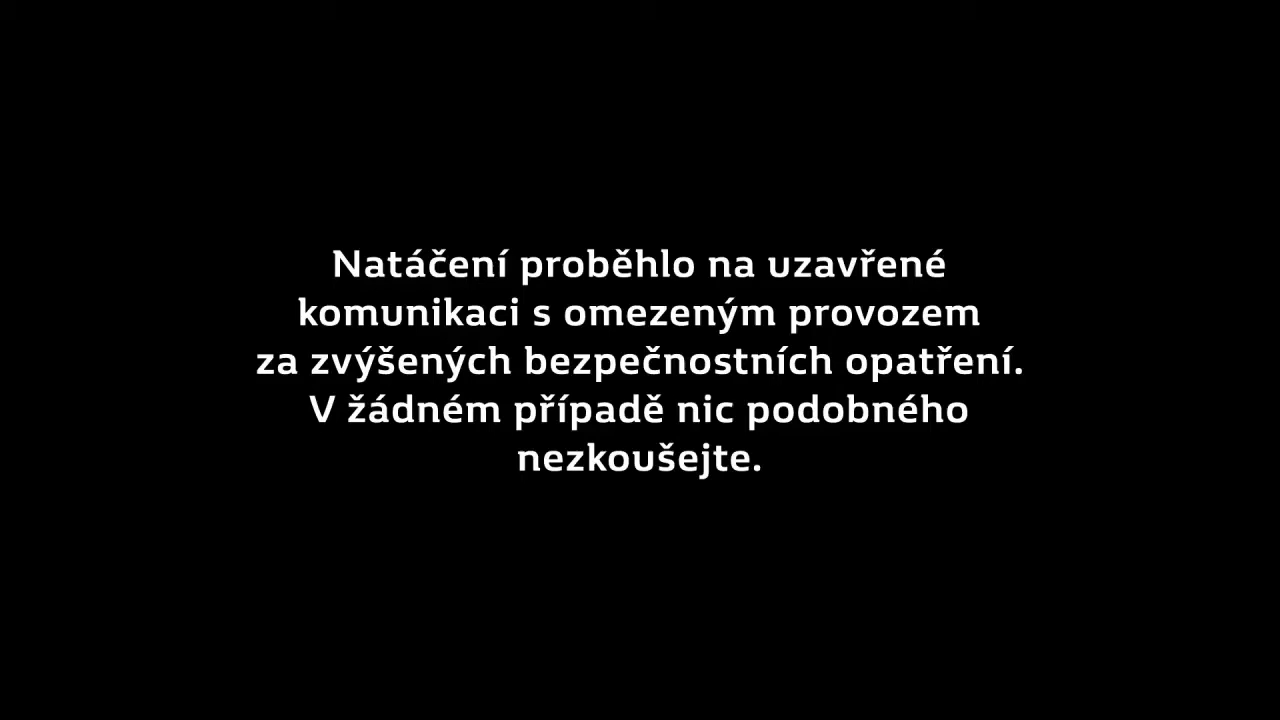 Natáčení proběhlo na uzavřené
komunikaci s omezeným provozem
za zvýšených bezpečnostních opatření.
V žádném případě nic podobného
nezkoušejte.